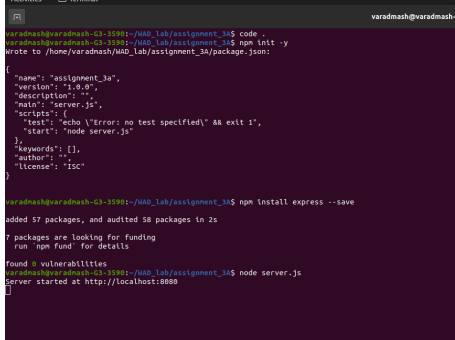 Activities Terminal
varadmash@varadmash-
varadmash@varadmash-G3-3590:~/WAD_lab/assignment_3A$ code .
varadmash@varadmash-G3-3590:~/WAD_lab/assignment_3A$ npm init -y
Wrote to /home/varadmash/WAD_lab/assignment_3A/package.json:
{
"name": "assignment_3a",
"version": "1.0.0",
"description": "",
"main": "server.js",
"scripts": {
"test": "echo \"Error: no test specified\" && exit 1",
"start": "node server.js"
},
"keywords": [],
"author": "",
"license": "ISC"
}
varadmash@varadmash-G3-3590:~/WAD_lab/assignment_3A$ npm install express --save
added 57 packages, and audited 58 packages in 2s
7 packages are looking for funding
run `npm fund` for details
found 0 vulnerabilities
varadmash@varadmash-G3-3590:~/WAD_lab/assignment_3A$ node server.js
Server started at http://localhost:8080